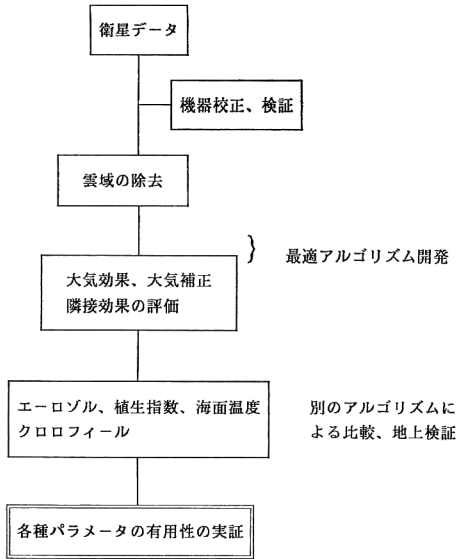 衛星データ
機器校正、検証
雲域の除去
}
最適アルゴリズム開発
大気効果、大気補正
隣接効果の評価
エーロゾル、植生指数、海面温度
クロロフィール
別のアルゴリズムに
よる比較、地上検証
各種パラメータの有用性の実証